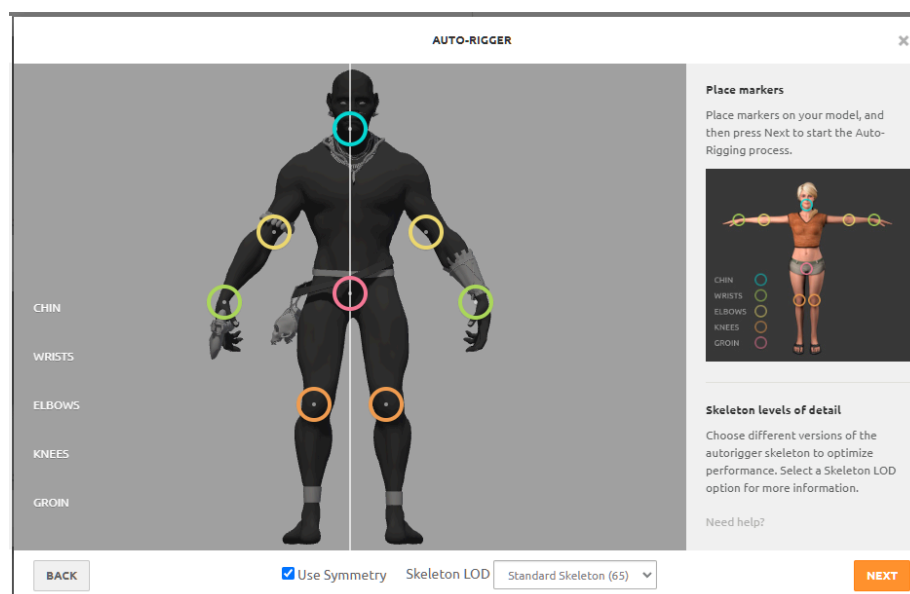 AUTO-RIGGER
×
CHIN
WRISTS
ELBOWS
KNEES
GROIN
Place markers
Place markers on your model, and
then press Next to start the Auto-
Rigging process.
CHIN
WRISTS
ELBOWS
KNEES
GROIN
Skeleton levels of detail
Choose different versions of the
autorigger skeleton to optimize
performance. Select a Skeleton LOD
option for more information.
Need help?
BACK
Use Symmetry
Skeleton LOD
Standard Skeleton (65)
NEXT